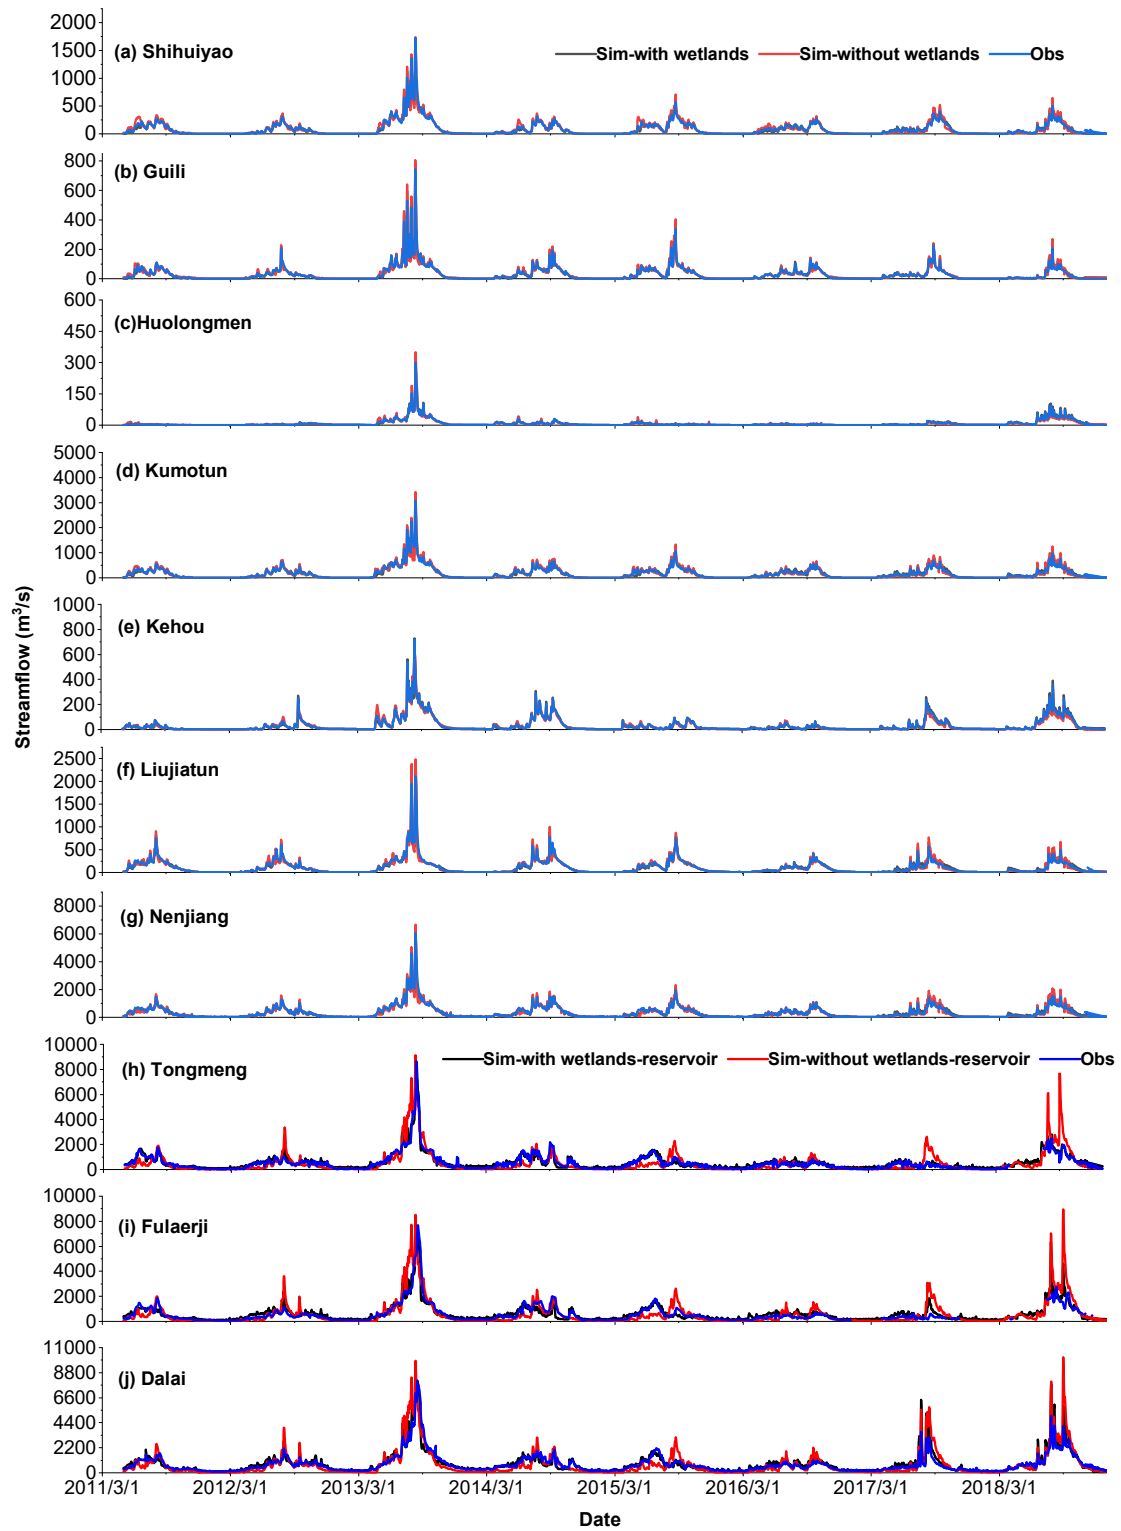 2000
1500
1000
500
0
(a) Shihuiyao
Sim-with wetlands
Sim-without wetlands
Obs
800
600
400
200
0
(b) Guili
600
450
300
150
0
(c)Huolongmen
5000
4000
3000
2000
1000
0
(d) Kumotun
1000
800
600
400
200
0
(e) Kehou
Streamflow (m³/s)
2500
2000
1500
1000
500
0
(f) Liujiatun
8000
6000
4000
2000
0
(g) Nenjiang
10000
8000
6000
4000
2000
0
(h) Tongmeng
Sim-with wetlands-reservoir
Sim-without wetlands-reservoir
Obs
10000
8000
6000
4000
2000
0
(i) Fulaerji
11000
8800
6600
4400
2200
0
(j) Dalai
2011/3/1 2012/3/1 2013/3/1 2014/3/1 2015/3/1 2016/3/1 2017/3/1 2018/3/1
Date